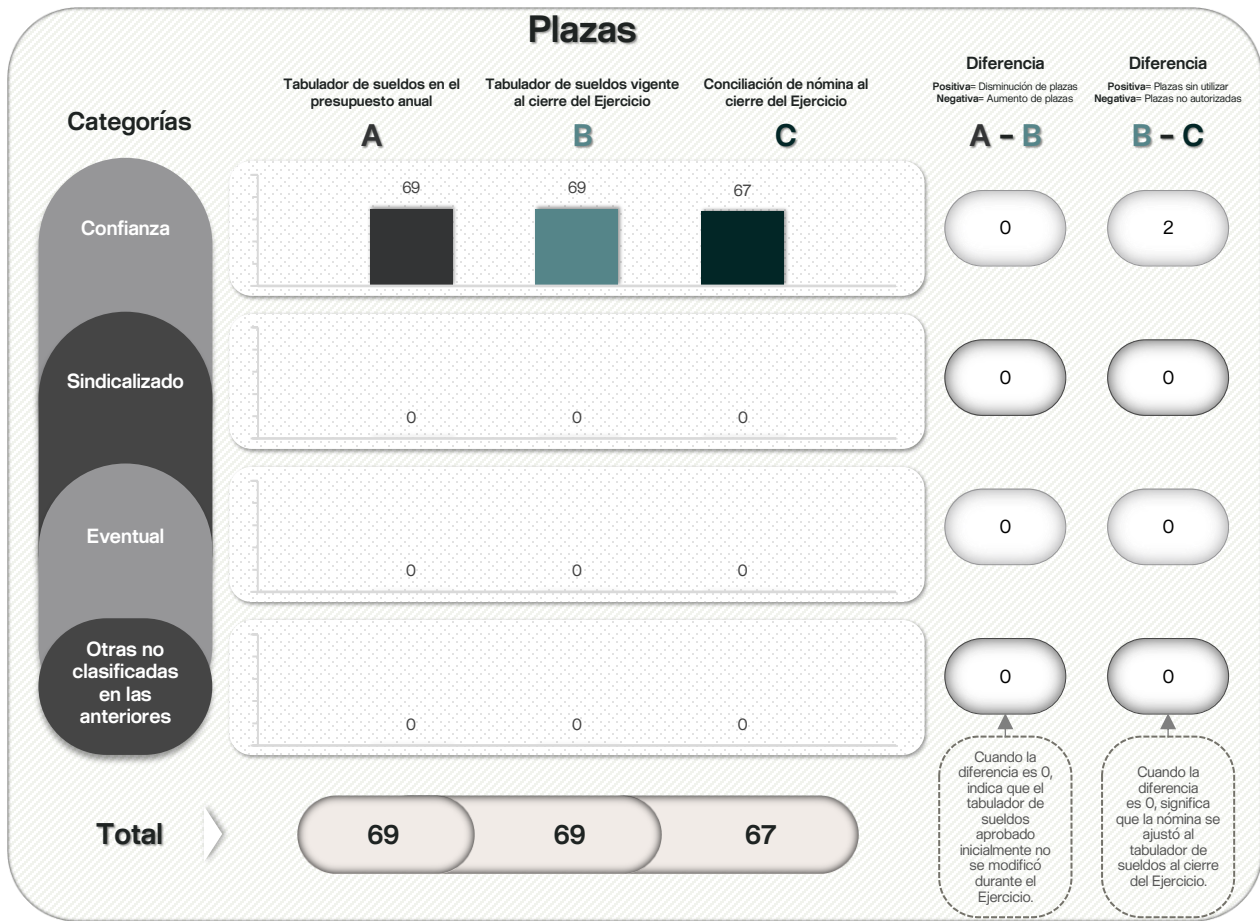 Plazas
Categorías
Tabulador de sueldos en el
presupuesto anual
A
Tabulador de sueldos vigente
al cierre del Ejercicio
B
Conciliación de nómina al
cierre del Ejercicio
C
Diferencia
Positiva= Disminución de plazas
Negativa= Aumento de plazas
A - B
Diferencia
Positiva= Plazas sin utilizar
Negativa= Plazas no autorizadas
B - C
Confianza
69
69
67
0
2
Sindicalizado
0
0
0
0
0
Eventual
0
0
0
0
0
Otras no
clasificadas
en las
anteriores
0
0
0
0
0
Total
69
69
67
Cuando la
diferencia es 0,
indica que el
tabulador de
sueldos
aprobado
inicialmente no
se modificó
durante el
Ejercicio.
Cuando la
diferencia
es 0, significa
que la nómina se
ajustó al
tabulador de
sueldos al cierre
del Ejercicio.